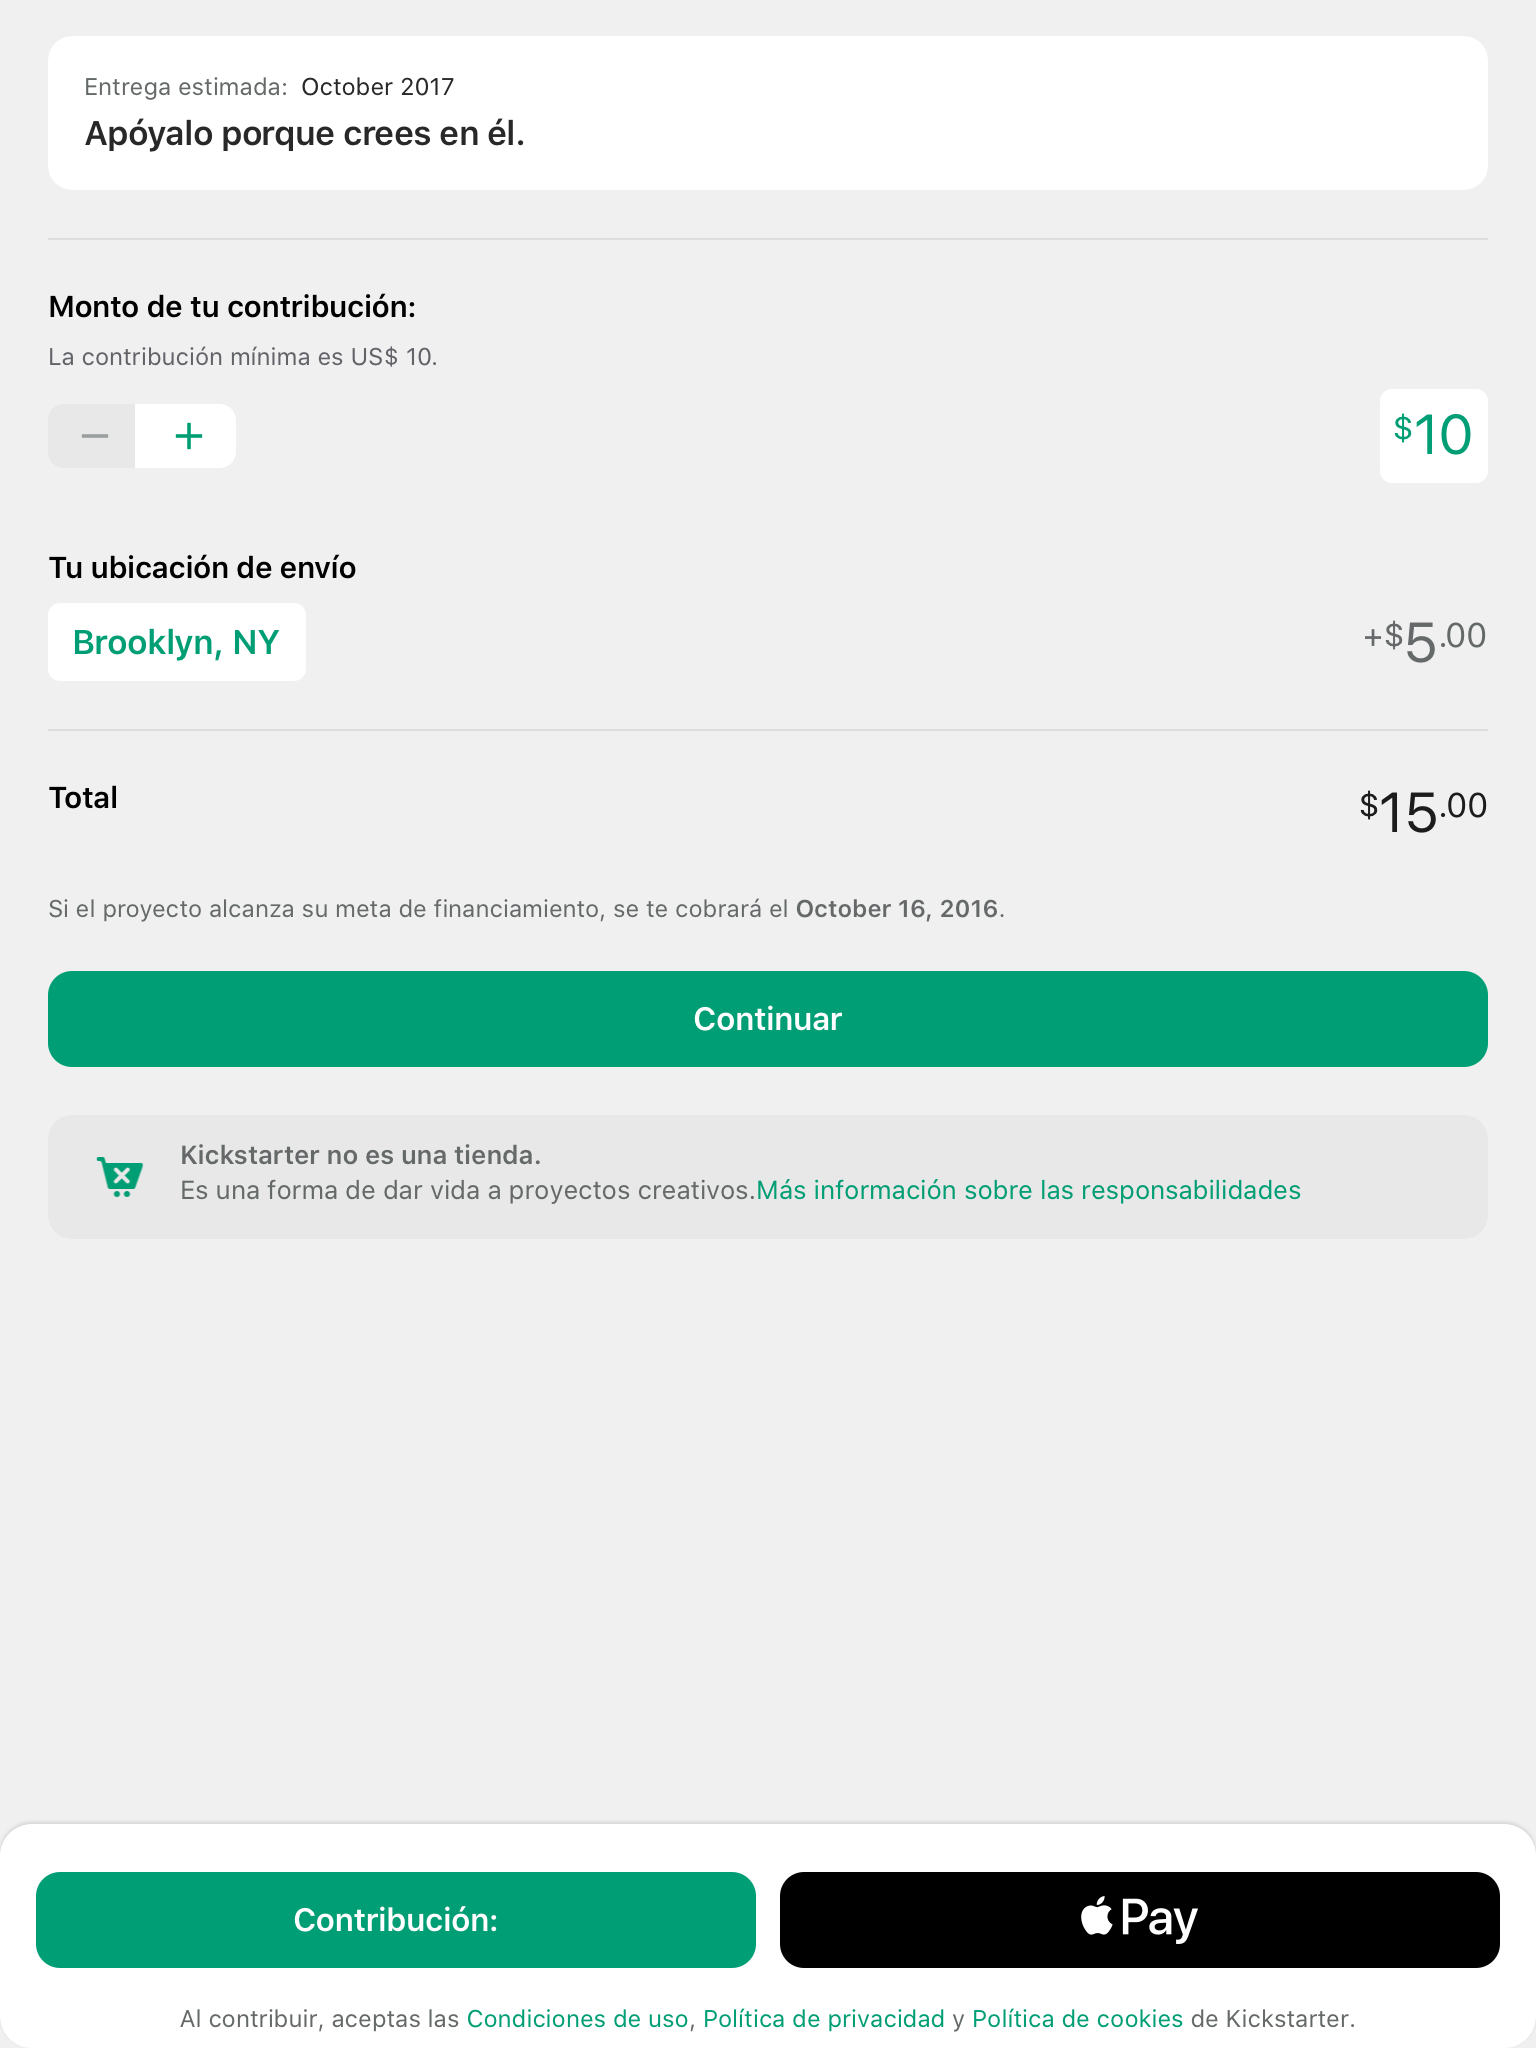 Entrega estimada: October 2017
Apóyalo porque crees en él.
Monto de tu contribución:
La contribución mínima es US$ 10.
− +
$10
Tu ubicación de envío
Brooklyn, NY
+$5.00
Total
$15.00
Si el proyecto alcanza su meta de financiamiento, se te cobrará el October 16, 2016.
Continuar
Kickstarter no es una tienda.
Es una forma de dar vida a proyectos creativos.Más información sobre las responsabilidades
Contribución:
Pay
Al contribuir, aceptas las Condiciones de uso, Política de privacidad y Política de cookies de Kickstarter.